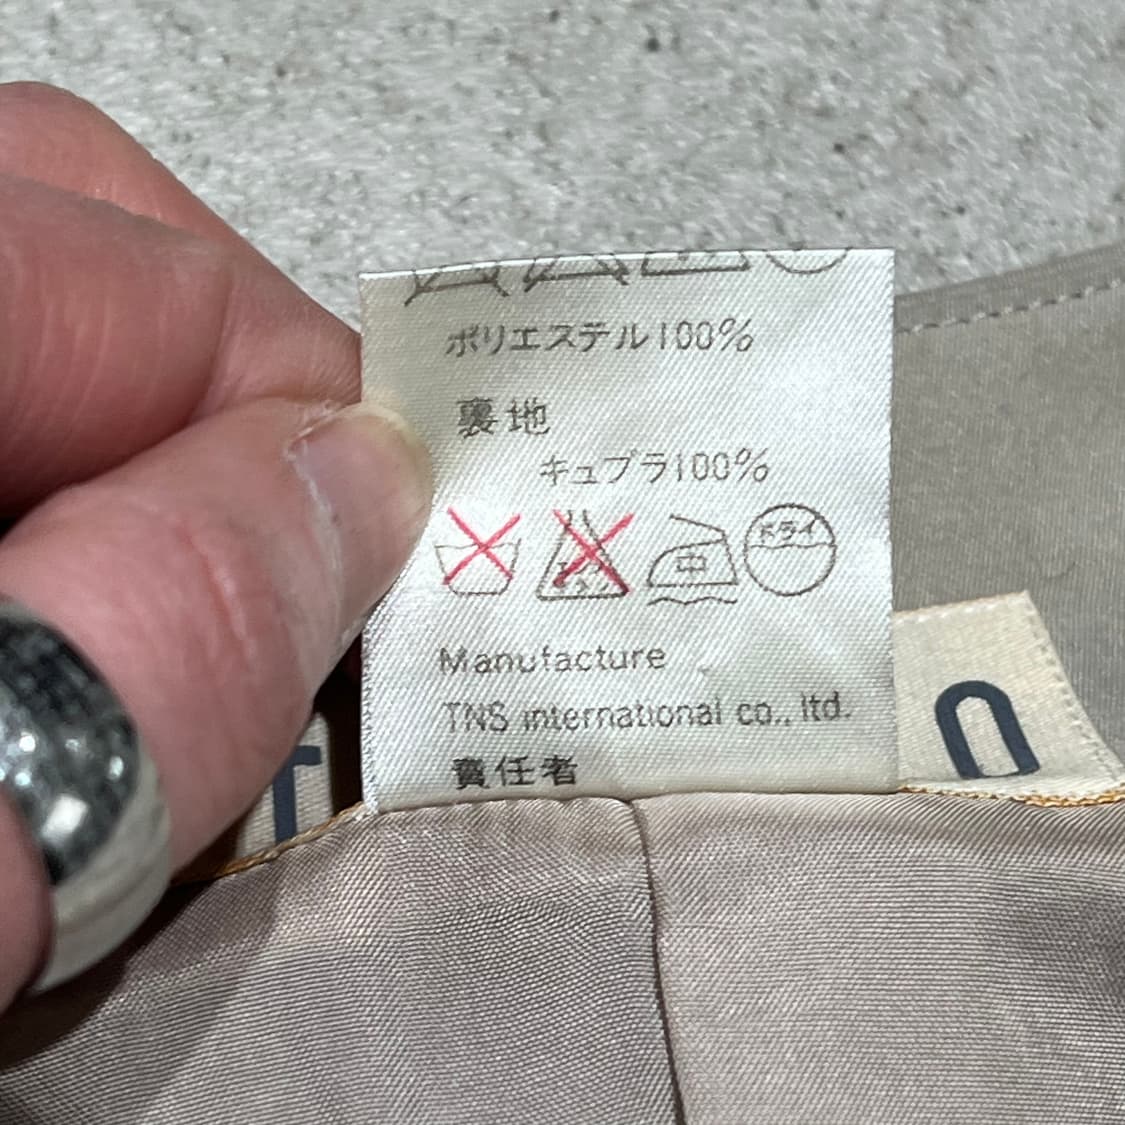 ポリエステル100%
裏地
キュプラ100%
中 ドライ
Manufacture
TNS international co., ltd.
責任者